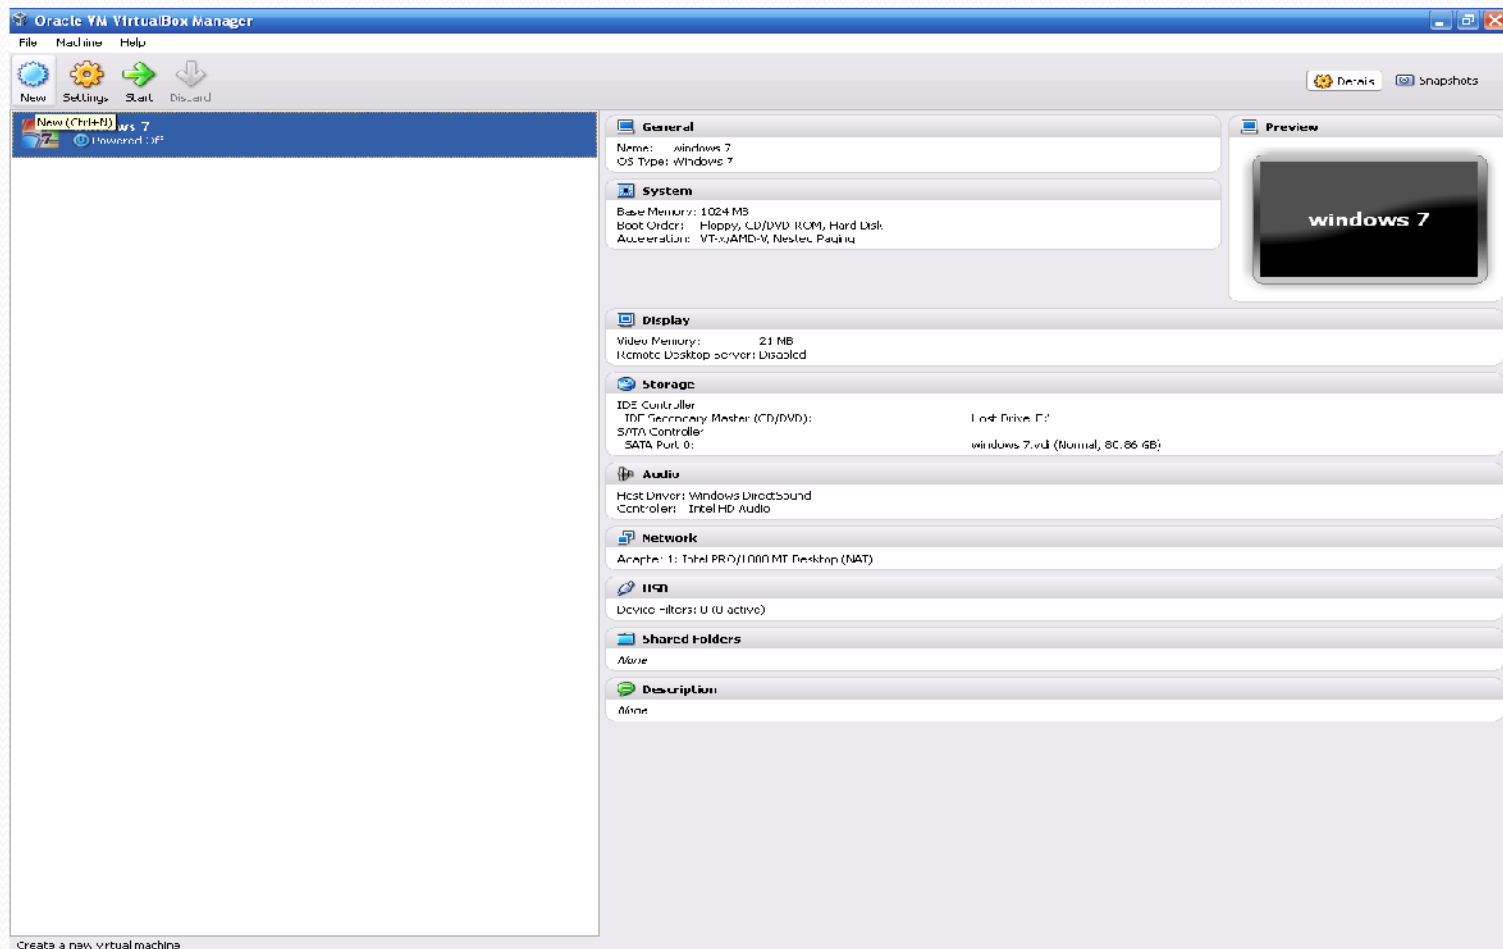 Oracle VM VirtualBox Manager
File Machine Help
New Settings Start Discard
Details Snapshots
New (Ctrl+N)
ws 7
Powered Off
General
Name: windows 7
OS Type: Windows 7
System
Base Memory: 1024 MB
Boot Order: Floppy, CD/DVD-ROM, Hard Disk
Acceleration: VT-x/AMD-V, Nested Paging
Preview
windows 7
Display
Video Memory: 21 MB
Remote Desktop Server: Disabled
Storage
IDE Controller
IDE Secondary Master (CD/DVD): Host Drive
SATA Controller
SATA Port 0: windows 7.vdi (Normal, 80.86 GB)
Audio
Host Driver: Windows DirectSound
Controller: Intel HD Audio
Network
Adapter 1: Intel PRO/1000 MT Desktop (NAT)
USB
Device Filters: 0 (0 active)
Shared Folders
None
Description
None
Create a new virtual machine